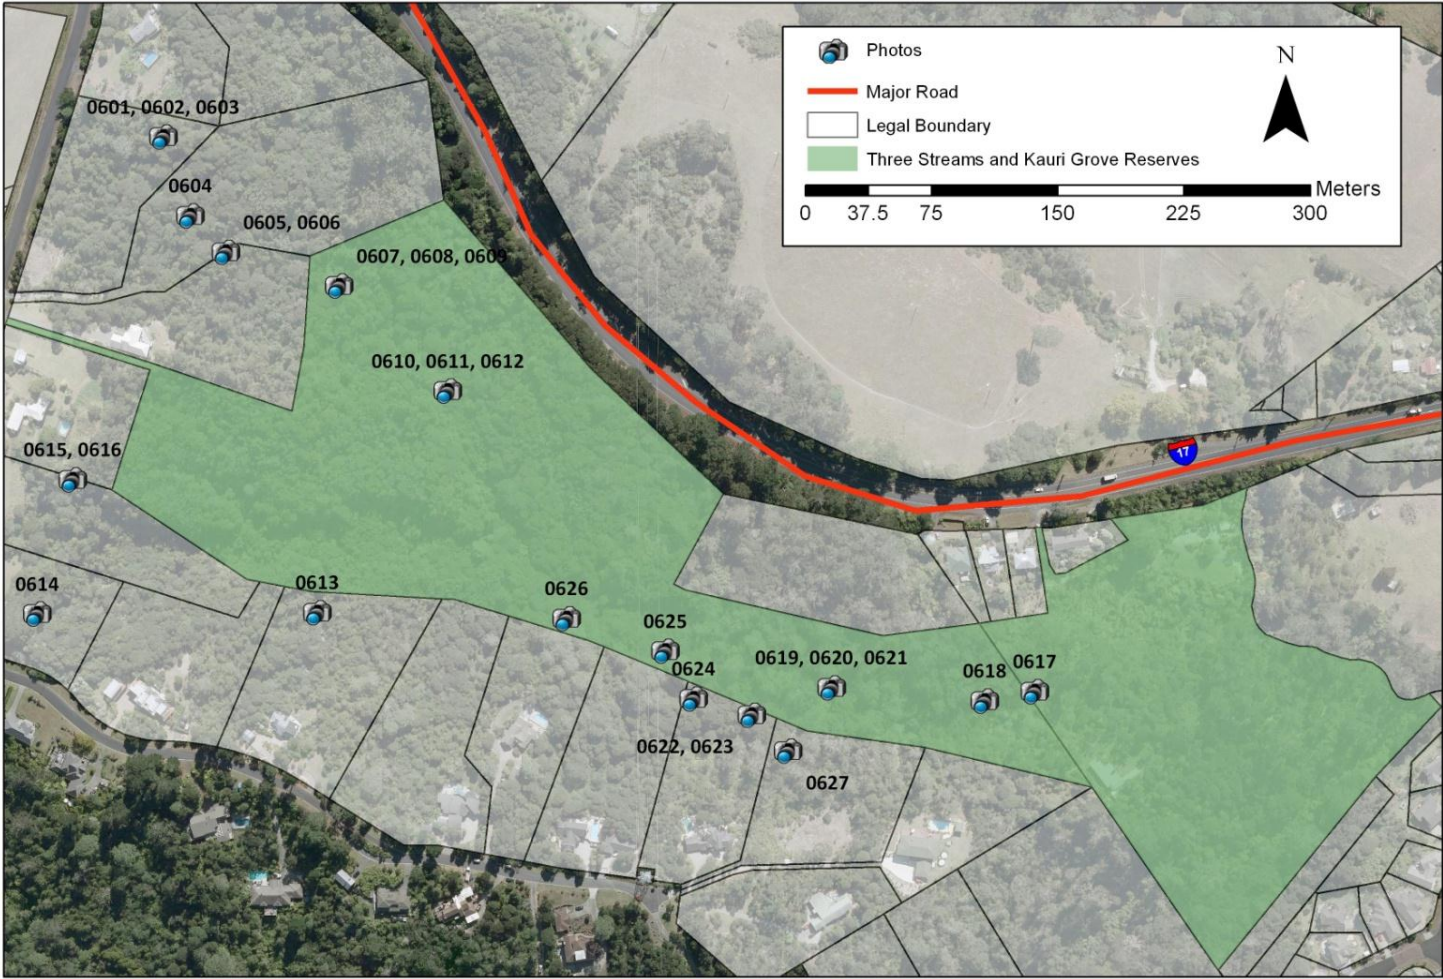 Photos
N
Major Road
Legal Boundary
Three Streams and Kauri Grove Reserves
Meters
0 37.5 75 150 225 300
0601, 0602, 0603
0604
0605, 0606
0607, 0608, 0609
0610, 0611, 0612
0615, 0616
17
0614
0613
0626
0625
0624
0619, 0620, 0621
0618
0617
0622, 0623
0627